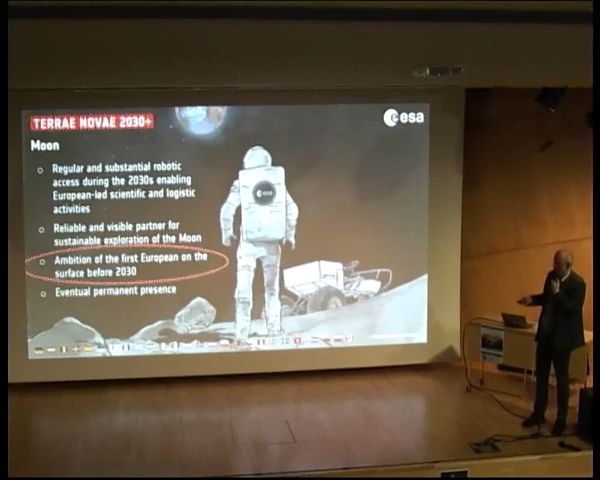 TERRAE NOVAE 2030+
esa
Moon
Regular and substantial robotic
access during the 2030s enabling
European-led scientific and logistic
activities
Reliable and visible partner for
sustainable exploration of the Moon
Ambition of the first European on the
surface before 2030
Eventual permanent presence
esa